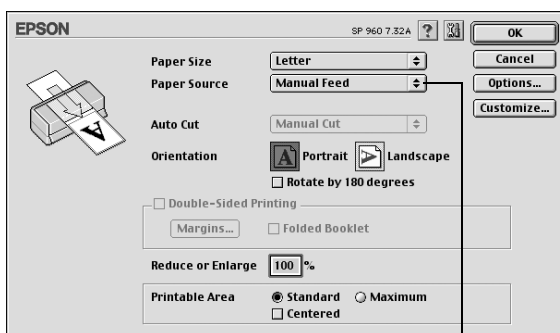 EPSON SP 960 7.32A ? OK
Paper Size Letter Cancel
Paper Source Manual Feed Options...
Customize...
Auto Cut Manual Cut
Orientation A Portrait A Landscape
Rotate by 180 degrees
Double-Sided Printing
Margins... Folded Booklet
Reduce or Enlarge 100 %
Printable Area Standard Maximum
Centered
A